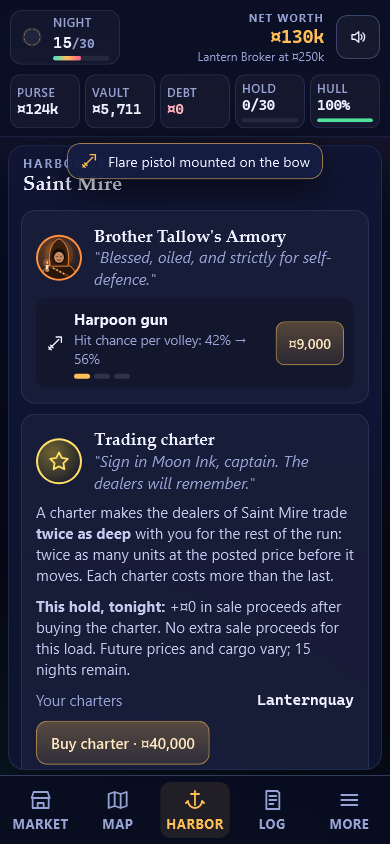 NIGHT
15/30
NET WORTH
¤130k
Lantern Broker at ¤250k
PURSE
¤124k
VAULT
¤5,711
DEBT
¤0
HOLD
0/30
HULL
100%
HARBO
Flare pistol mounted on the bow
Saint Mire
Brother Tallow's Armory
"Blessed, oiled, and strictly for self-
defence."
Harpoon gun
Hit chance per volley: 42% →
56%
¤9,000
Trading charter
"Sign in Moon Ink, captain. The
dealers will remember."
A charter makes the dealers of Saint Mire trade
twice as deep with you for the rest of the run:
twice as many units at the posted price before it
moves. Each charter costs more than the last.
This hold, tonight: +¤0 in sale proceeds after
buying the charter. No extra sale proceeds for
this load. Future prices and cargo vary; 15
nights remain.
Your charters
Lanternquay
Buy charter · ¤40,000
MARKET
MAP
HARBOR
LOG
MORE